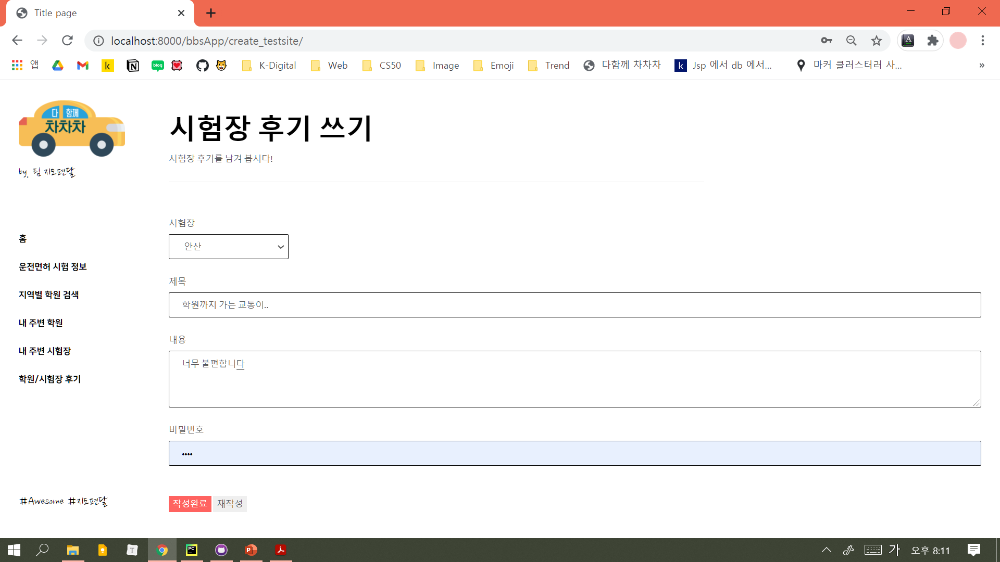 Title page
localhost:8000/bbsApp/create_testsite/
앱
k
N
blog
K-Digital
Web
CS50
Image
Emoji
Trend
다함께 차차차
k
Jsp 에서 db 에서...
마커 클러스터러 사...
»
다 함께
차차차
by. 팀 지도편달
홈
운전면허 시험 정보
지역별 학원 검색
내 주변 학원
내 주변 시험장
학원/시험장 후기
#Awesome #지도편달
시험장 후기 쓰기
시험장 후기를 남겨 봅시다!
시험장
안산
제목
학원까지 가는 교통이..
내용
너무 불편합니다
비밀번호
••••
작성완료 재작성
T
PC
P
가
오후 8:11